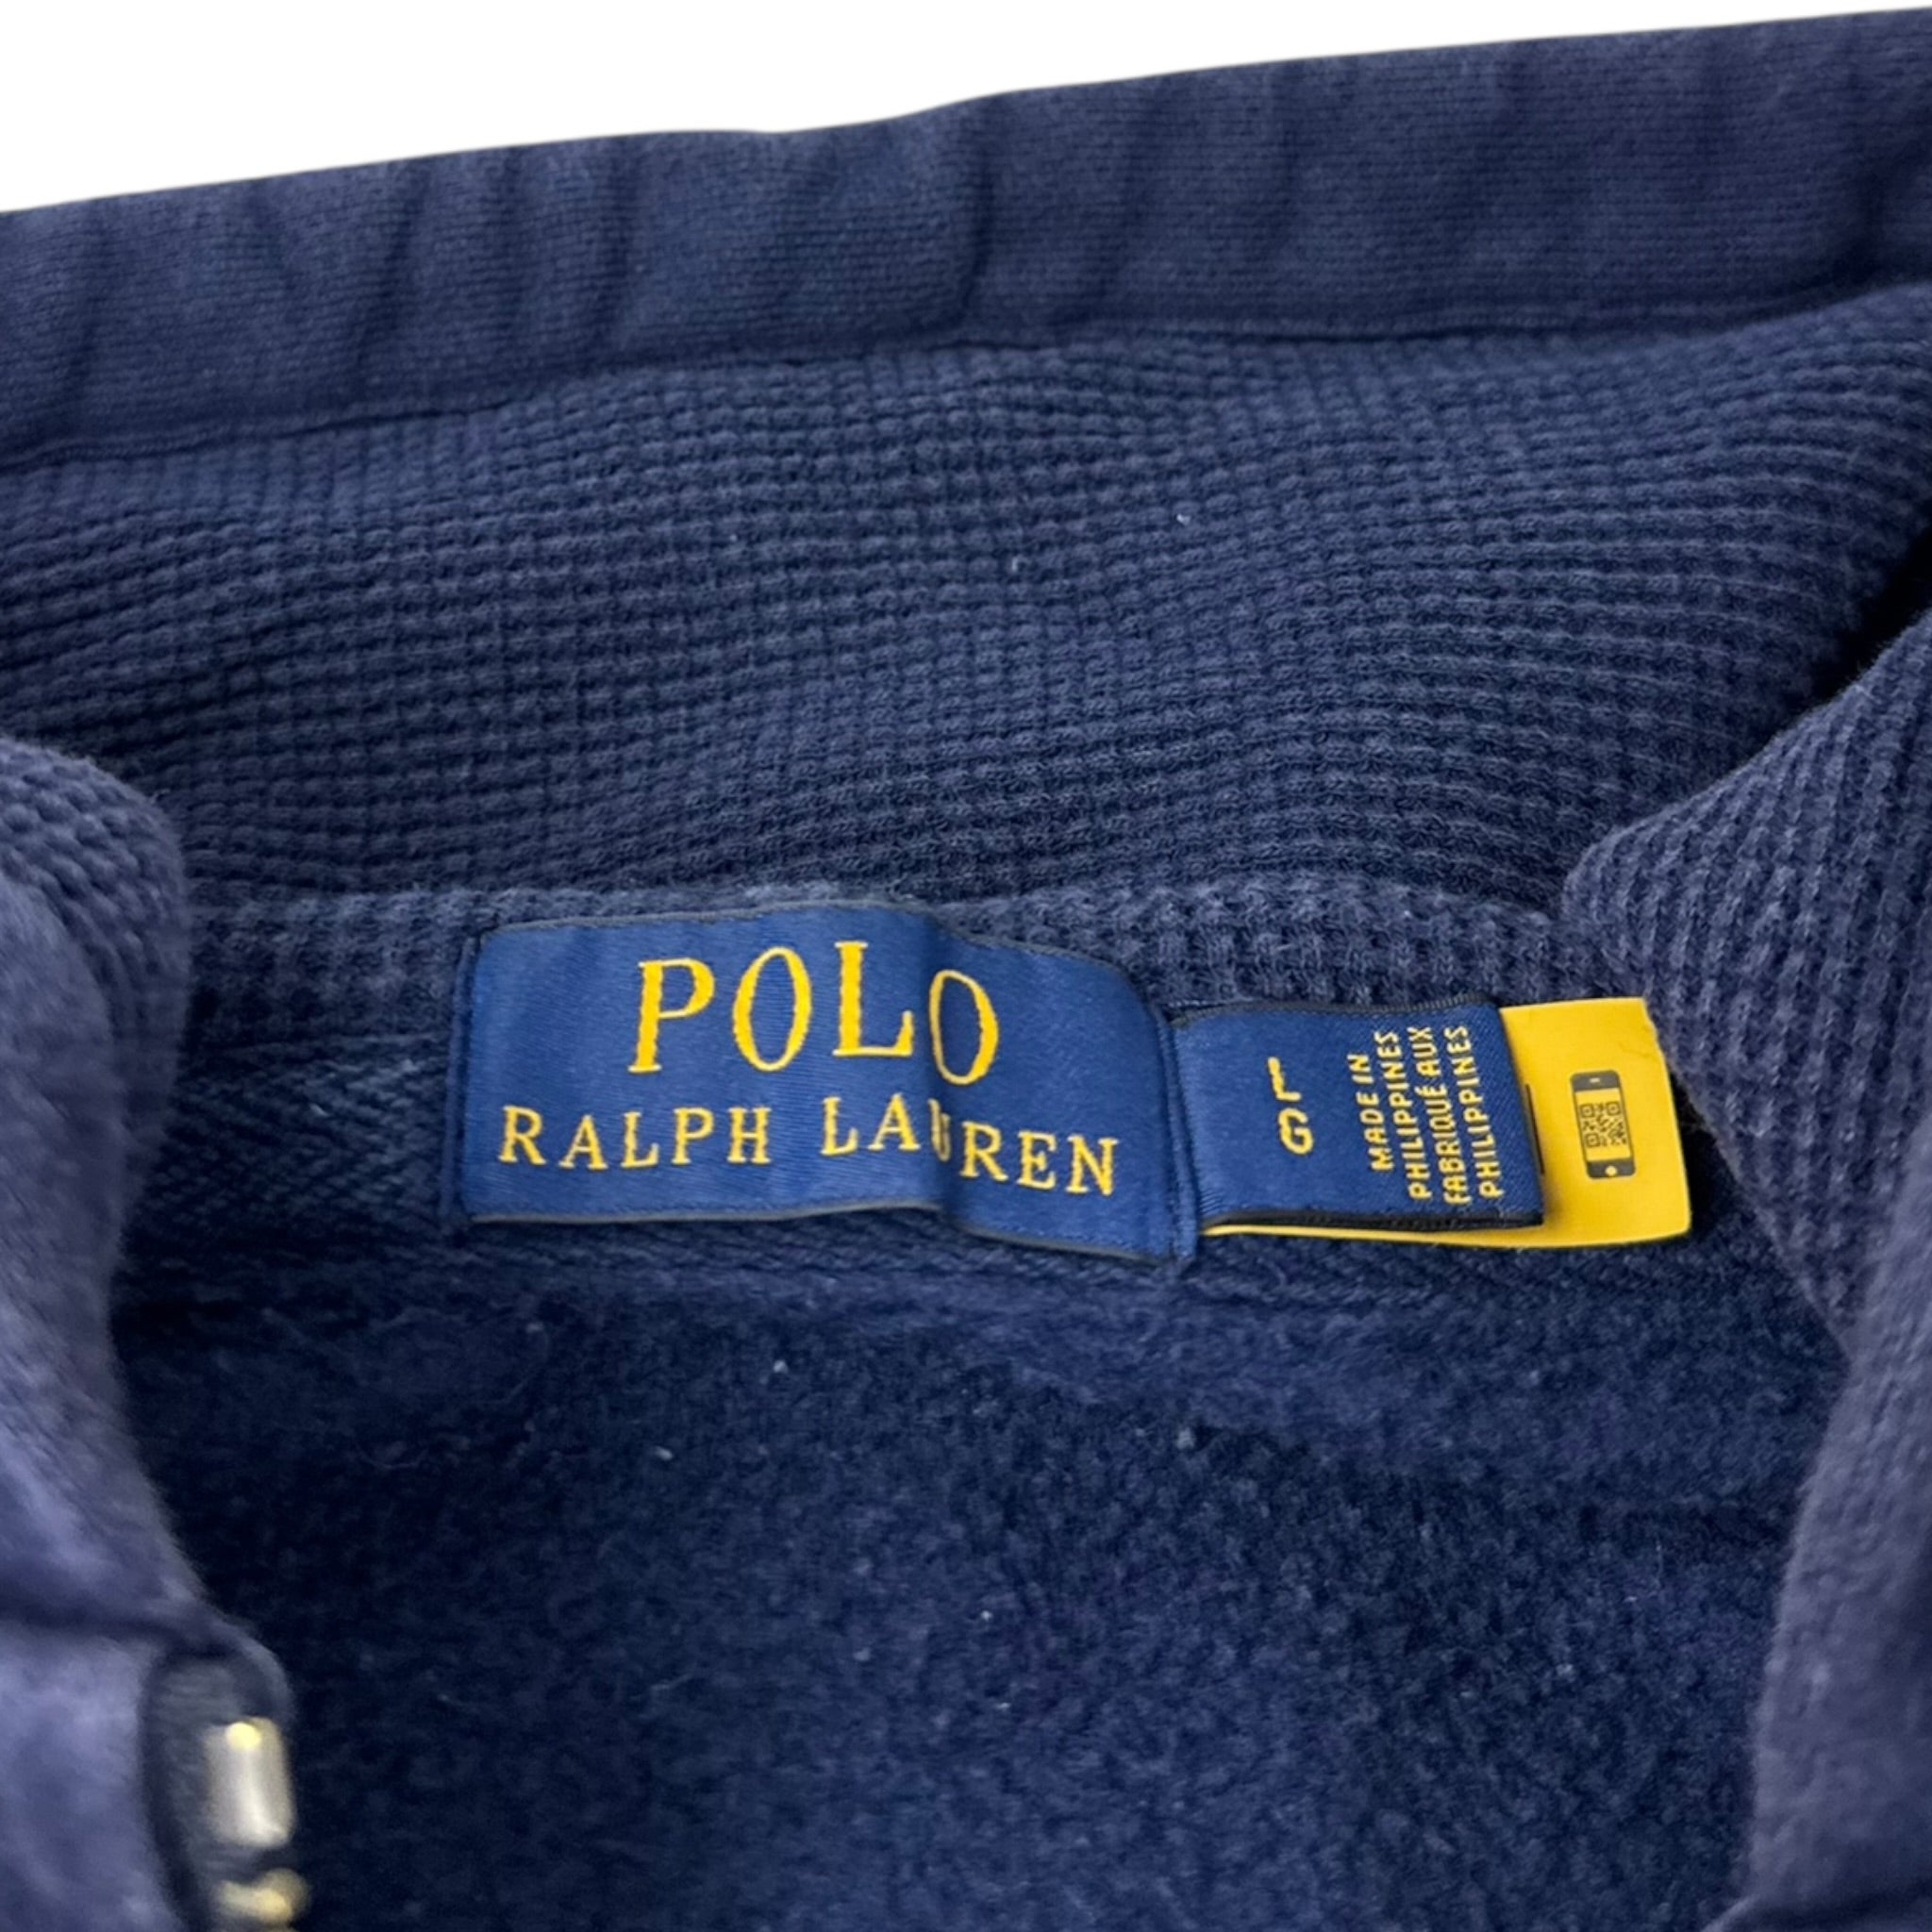 POLO
RALPH LAUREN
L
G
MADE IN
PHILIPPINES
FABRIQUÉ AUX
PHILIPPINES